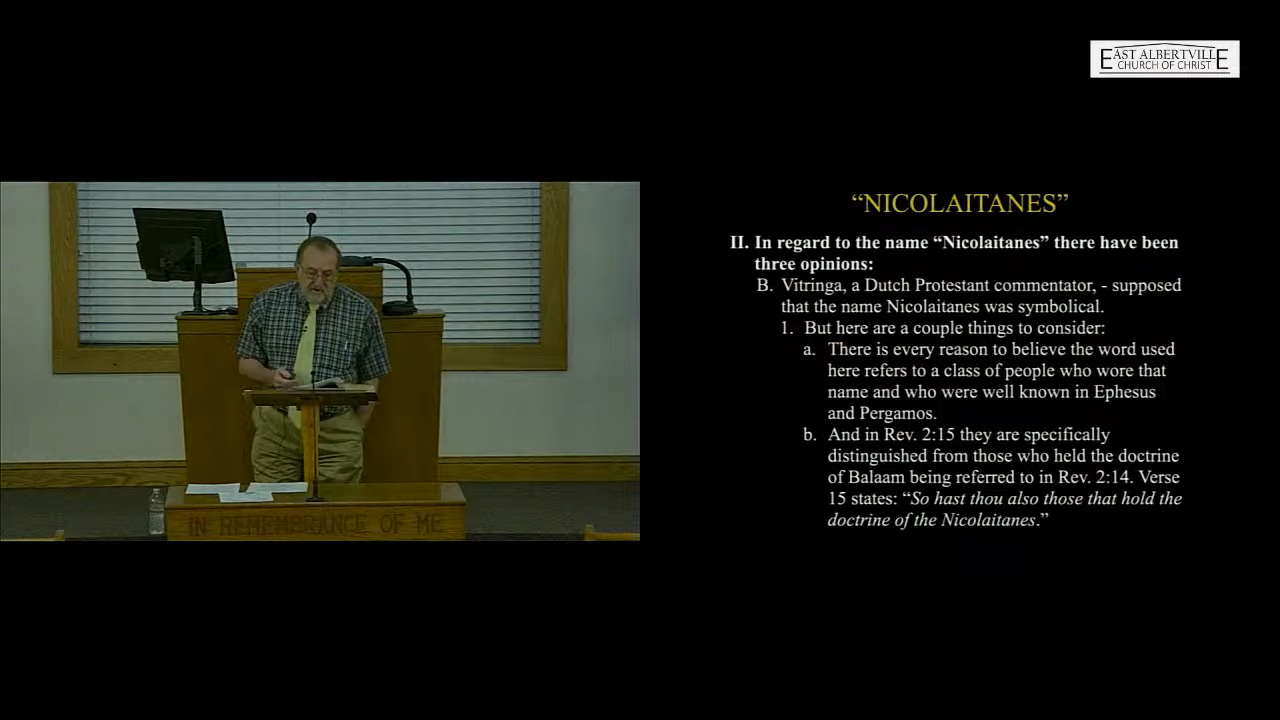 EAST ALBERTVILLE
CHURCH OF CHRIST
“NICOLAITANES”
II. In regard to the name “Nicolaitanes” there have been
three opinions:
B. Vitringa, a Dutch Protestant commentator, - supposed
that the name Nicolaitanes was symbolical.
1. But here are a couple things to consider:
a. There is every reason to believe the word used
here refers to a class of people who wore that
name and who were well known in Ephesus
and Pergamos.
b. And in Rev. 2:15 they are specifically
distinguished from those who held the doctrine
of Balaam being referred to in Rev. 2:14. Verse
15 states: “So hast thou also those that hold the
doctrine of the Nicolaitanes.”
IN REMEMBRANCE OF ME